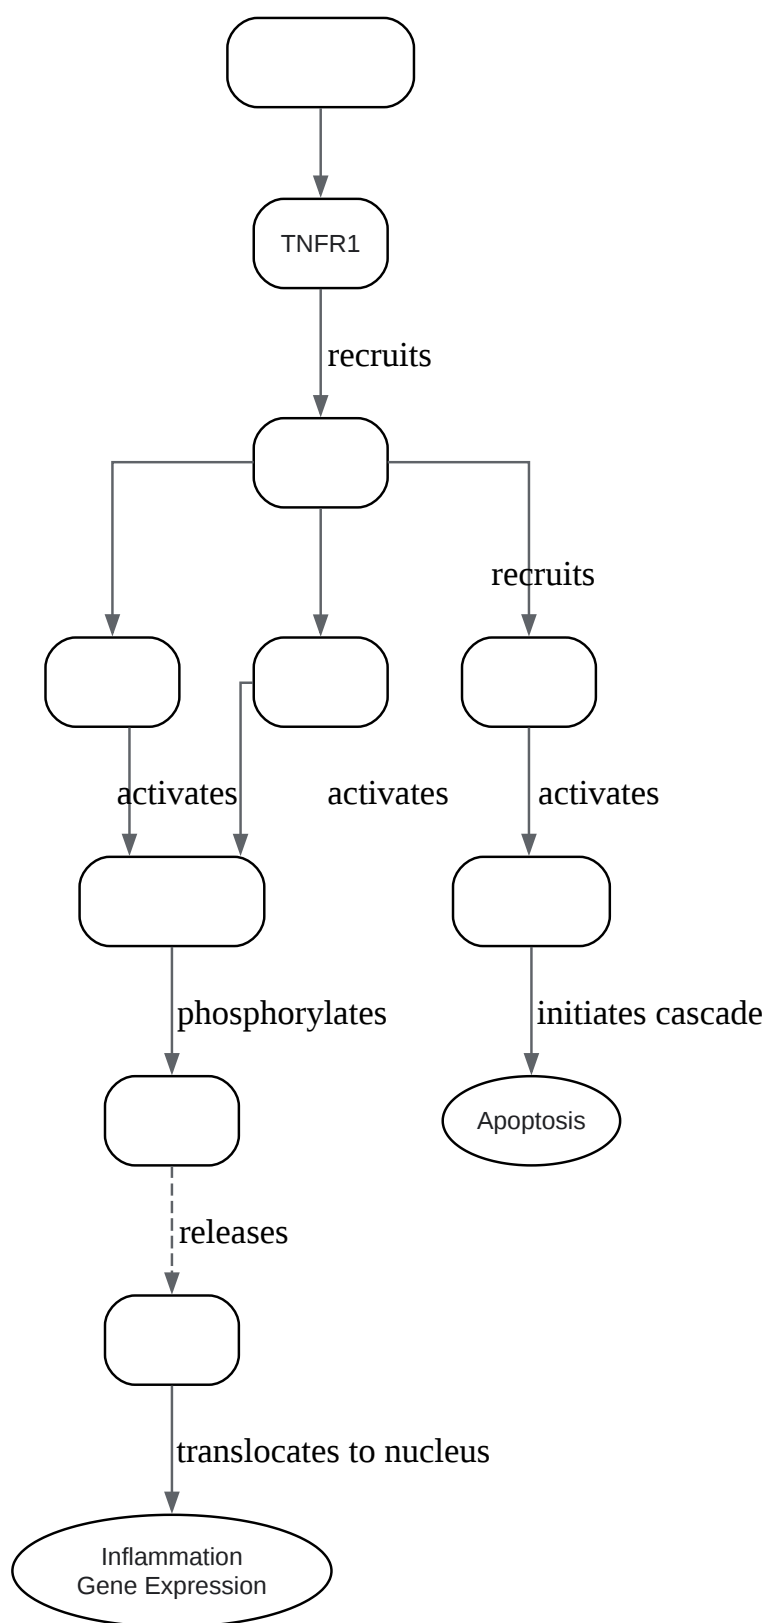 TNFR1
recruits
recruits
activates
activates
activates
phosphorylates
initiates cascade
Apoptosis
releases
translocates to nucleus
Inflammation
Gene Expression